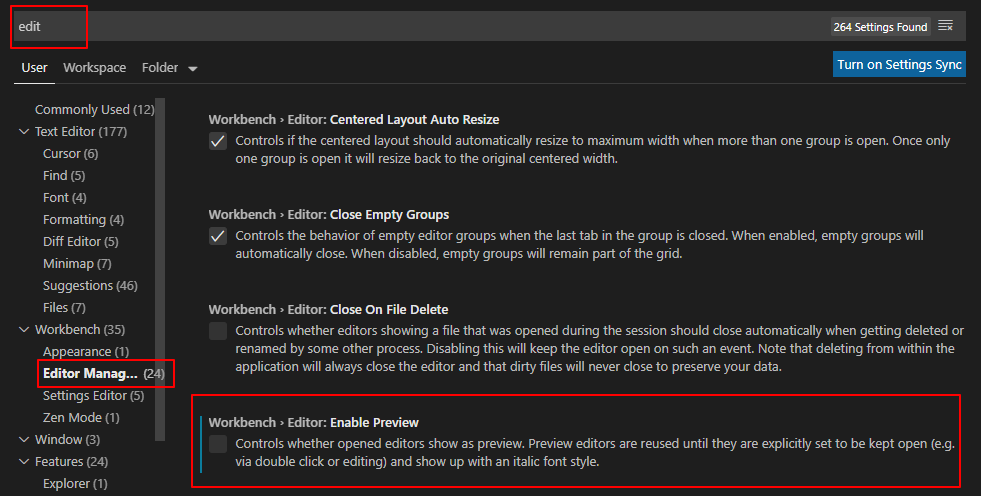 edit
264 Settings Found
User Workspace Folder
Turn on Settings Sync
Commonly Used (12)
Text Editor (177)
Cursor (6)
Find (5)
Font (4)
Formatting (4)
Diff Editor (5)
Minimap (7)
Suggestions (46)
Files (7)
Workbench (35)
Appearance (1)
Editor Manag... (24)
Settings Editor (5)
Zen Mode (1)
Window (3)
Features (24)
Explorer (1)
Workbench › Editor: Centered Layout Auto Resize
Controls if the centered layout should automatically resize to maximum width when more than one group is open. Once only
one group is open it will resize back to the original centered width.
Workbench › Editor: Close Empty Groups
Controls the behavior of empty editor groups when the last tab in the group is closed. When enabled, empty groups will
automatically close. When disabled, empty groups will remain part of the grid.
Workbench › Editor: Close On File Delete
Controls whether editors showing a file that was opened during the session should close automatically when getting deleted or
renamed by some other process. Disabling this will keep the editor open on such an event. Note that deleting from within the
application will always close the editor and that dirty files will never close to preserve your data.
Workbench › Editor: Enable Preview
Controls whether opened editors show as preview. Preview editors are reused until they are explicitly set to be kept open (e.g.
via double click or editing) and show up with an italic font style.